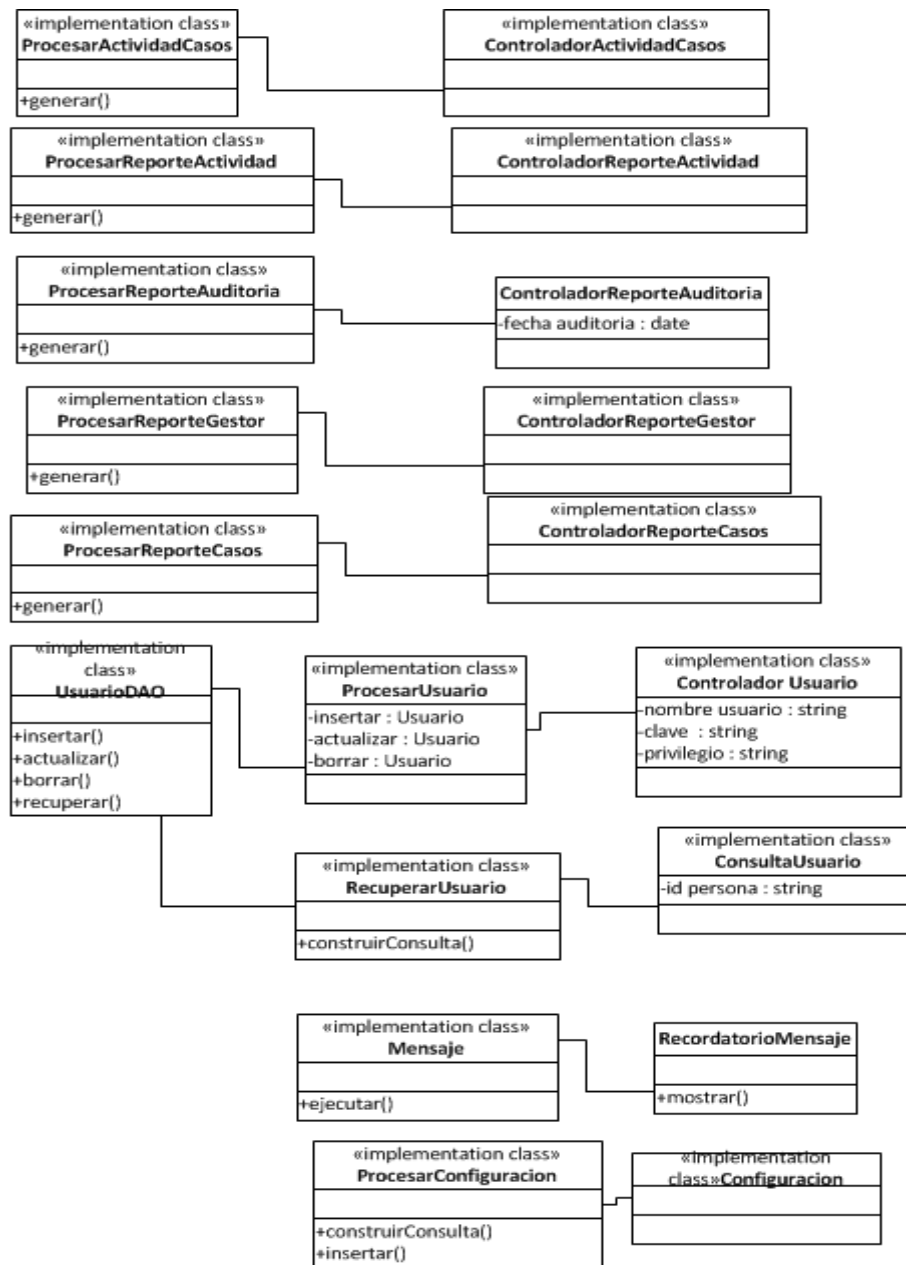 «implementation class»
ProcesarActividadCasos
+generar()
«implementation class»
ControladorActividadCasos
«implementation class»
ProcesarReporteActividad
+generar()
«implementation class»
ControladorReporteActividad
«implementation class»
ProcesarReporteAuditoria
+generar()
ControladorReporteAuditoria
-fecha auditoria : date
«implementation class»
ProcesarReporteGestor
+generar()
«implementation class»
ControladorReporteGestor
«implementation class»
ProcesarReporteCasos
+generar()
«implementation class»
ControladorReporteCasos
«implementation
class»
UsuarioDAO
+insertar()
+actualizar()
+borrar()
+recuperar()
«implementation class»
ProcesarUsuario
-insertar : Usuario
-actualizar : Usuario
-borrar : Usuario
«implementation class»
Controlador Usuario
-nombre usuario : string
-clave : string
-privilegio : string
«implementation class»
RecuperarUsuario
+construirConsulta()
«implementation class»
ConsultaUsuario
-id persona : string
«implementation class»
Mensaje
+ejecutar()
RecordatorioMensaje
+mostrar()
«implementation class»
ProcesarConfiguracion
+construirConsulta()
+insertar()
«implementation
class»Configuracion